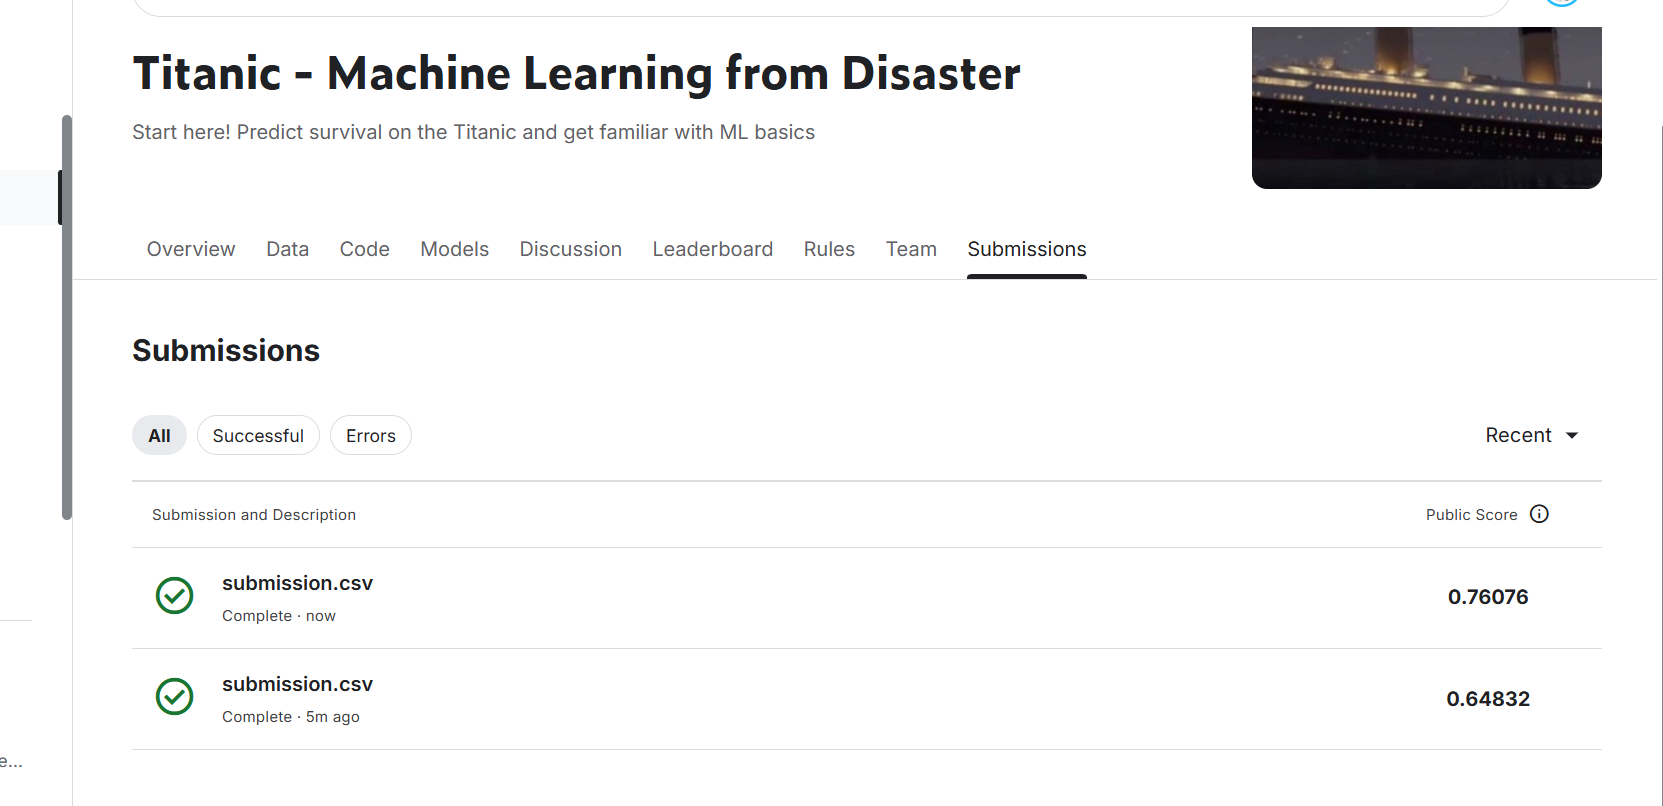 Titanic - Machine Learning from Disaster
Start here! Predict survival on the Titanic and get familiar with ML basics
Overview Data Code Models Discussion Leaderboard Rules Team Submissions
Submissions
All Successful Errors Recent
Submission and Description Public Score
submission.csv
Complete · now
0.76076
submission.csv
Complete · 5m ago
0.64832
e...